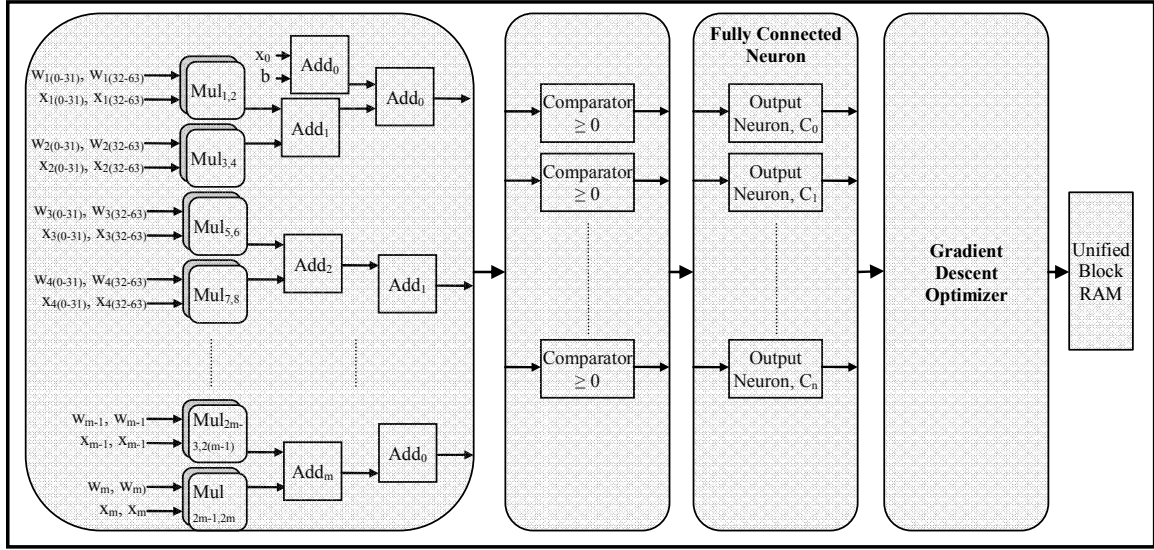 x0
b
Add0
Add0
w1(0-31), w1(32-63)
x1(0-31), x1(32-63)
Mul1,2
Add1
w2(0-31), w2(32-63)
x2(0-31), x2(32-63)
Mul3,4
w3(0-31), w3(32-63)
x3(0-31), x3(32-63)
Mul5,6
Add2
Add1
w4(0-31), w4(32-63)
x4(0-31), x4(32-63)
Mul7,8
wm-1, wm-1
xm-1, xm-1
Mul2m-
3,2(m-1)
Addm
Add0
wm, wm)
xm, xm
Mul
2m-1,2m
Comparator
≥ 0
Comparator
≥ 0
Comparator
≥ 0
Fully Connected
Neuron
Output
Neuron, C0
Output
Neuron, C1
Output
Neuron, Cn
Gradient
Descent
Optimizer
Unified
Block
RAM